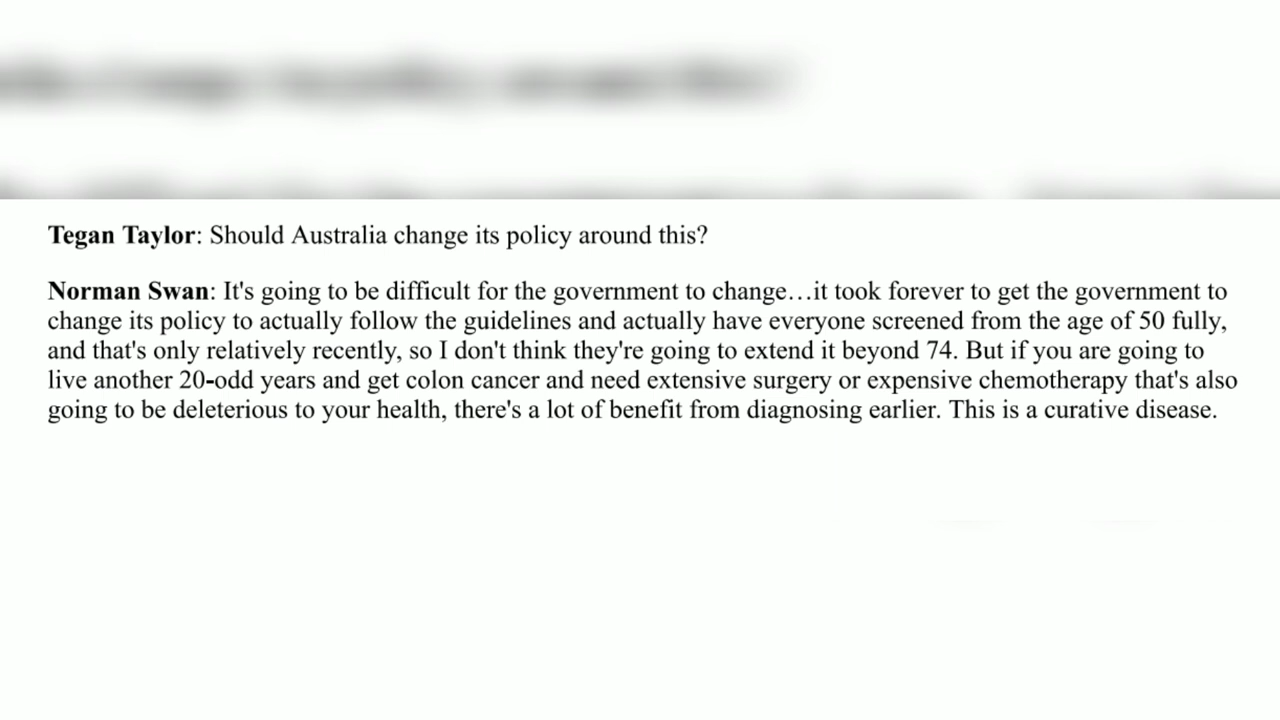 Tegan Taylor: Should Australia change its policy around this?
Norman Swan: It's going to be difficult for the government to change…it took forever to get the government to
change its policy to actually follow the guidelines and actually have everyone screened from the age of 50 fully,
and that's only relatively recently, so I don't think they're going to extend it beyond 74. But if you are going to
live another 20-odd years and get colon cancer and need extensive surgery or expensive chemotherapy that's also
going to be deleterious to your health, there's a lot of benefit from diagnosing earlier. This is a curative disease.